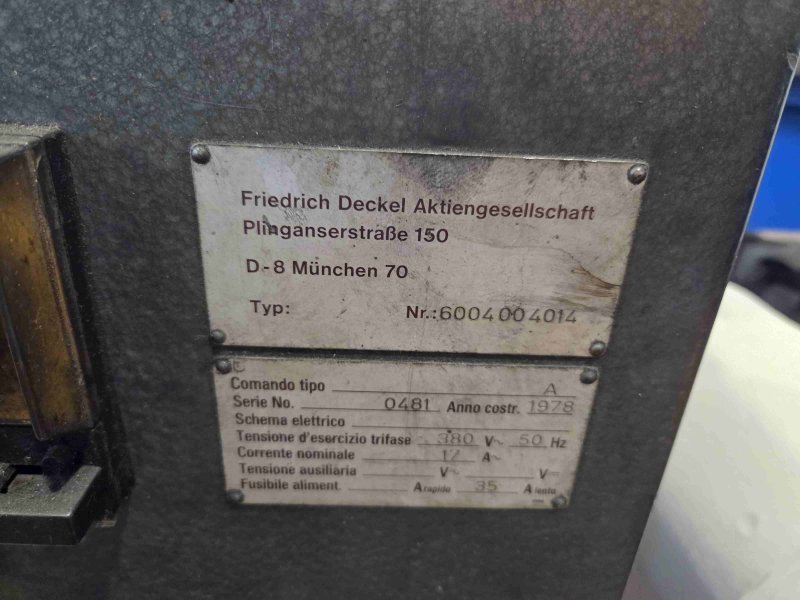 Friedrich Deckel Aktiengesellschaft
Plinganserstraße 150
D-8 München 70
Typ: Nr.: 6004004014
Comando tipo A
Serie No. 0481 Anno costr. 1978
Schema elettrico
Tensione d'esercizio trifase 380 V~ 50 Hz
Corrente nominale 17 A~
Tensione ausiliaria V~ V=
Fusibile aliment. A rapido 35 A lento